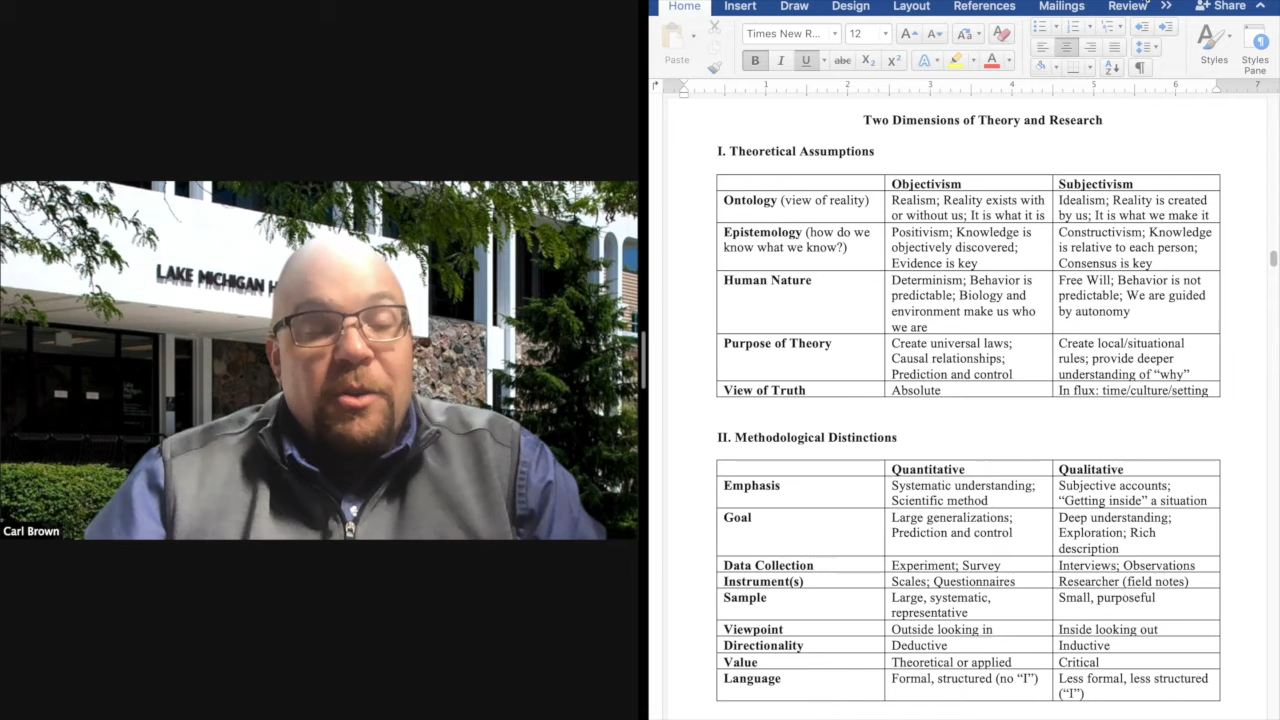 Home Insert Draw Design Layout References Mailings Review Share
Paste
Times New R... 12
B I U abc X₂ X² A A
Styles
Styles Pane
1 2 3 4 5 6 7
LAKE MICHIGAN H
Carl Brown
Two Dimensions of Theory and Research
I. Theoretical Assumptions
Objectivism Subjectivism
Ontology (view of reality)
Realism; Reality exists with
or without us; It is what it is
Idealism; Reality is created
by us; It is what we make it
Epistemology (how do we
know what we know?)
Positivism; Knowledge is
objectively discovered;
Evidence is key
Constructivism; Knowledge
is relative to each person;
Consensus is key
Human Nature
Determinism; Behavior is
predictable; Biology and
environment make us who
we are
Free Will; Behavior is not
predictable; We are guided
by autonomy
Purpose of Theory
Create universal laws;
Causal relationships;
Prediction and control
Create local/situational
rules; provide deeper
understanding of “why”
View of Truth
Absolute
In flux: time/culture/setting
II. Methodological Distinctions
Quantitative Qualitative
Emphasis
Systematic understanding;
Scientific method
Subjective accounts;
“Getting inside” a situation
Goal
Large generalizations;
Prediction and control
Deep understanding;
Exploration; Rich
description
Data Collection
Experiment; Survey
Interviews; Observations
Instrument(s)
Scales; Questionnaires
Researcher (field notes)
Sample
Large, systematic,
representative
Small, purposeful
Viewpoint
Outside looking in
Inside looking out
Directionality
Deductive
Inductive
Value
Theoretical or applied
Critical
Language
Formal, structured (no “I”)
Less formal, less structured
(“I”)